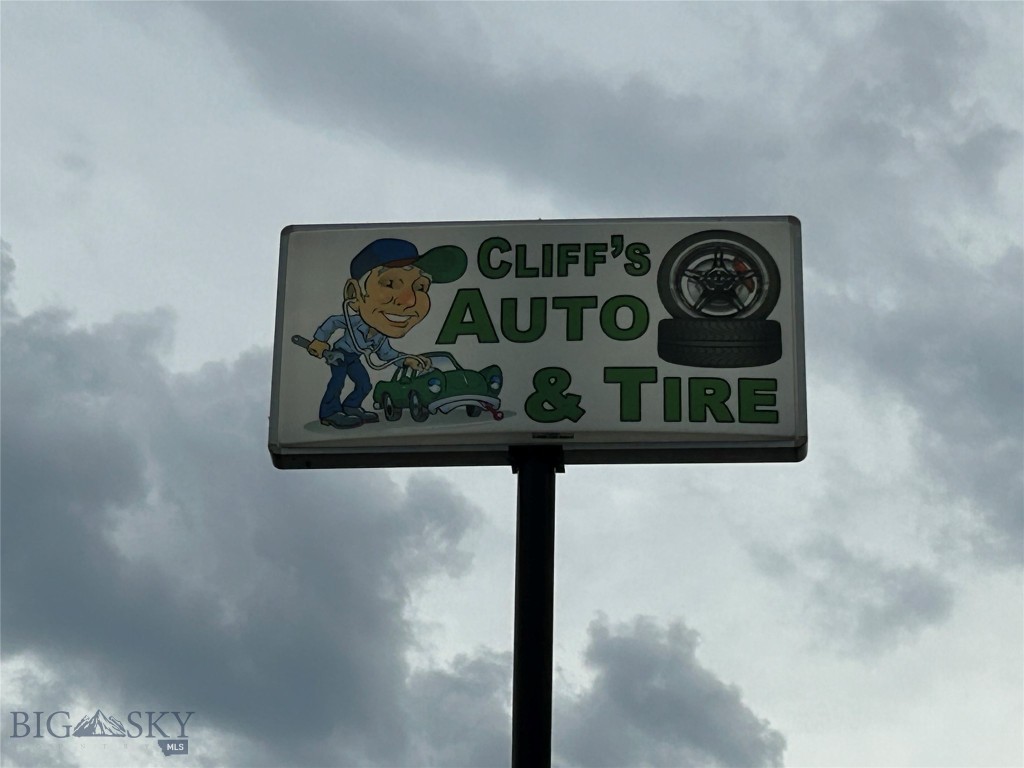 CLIFF'S
AUTO
& TIRE
BIG SKY
MLS